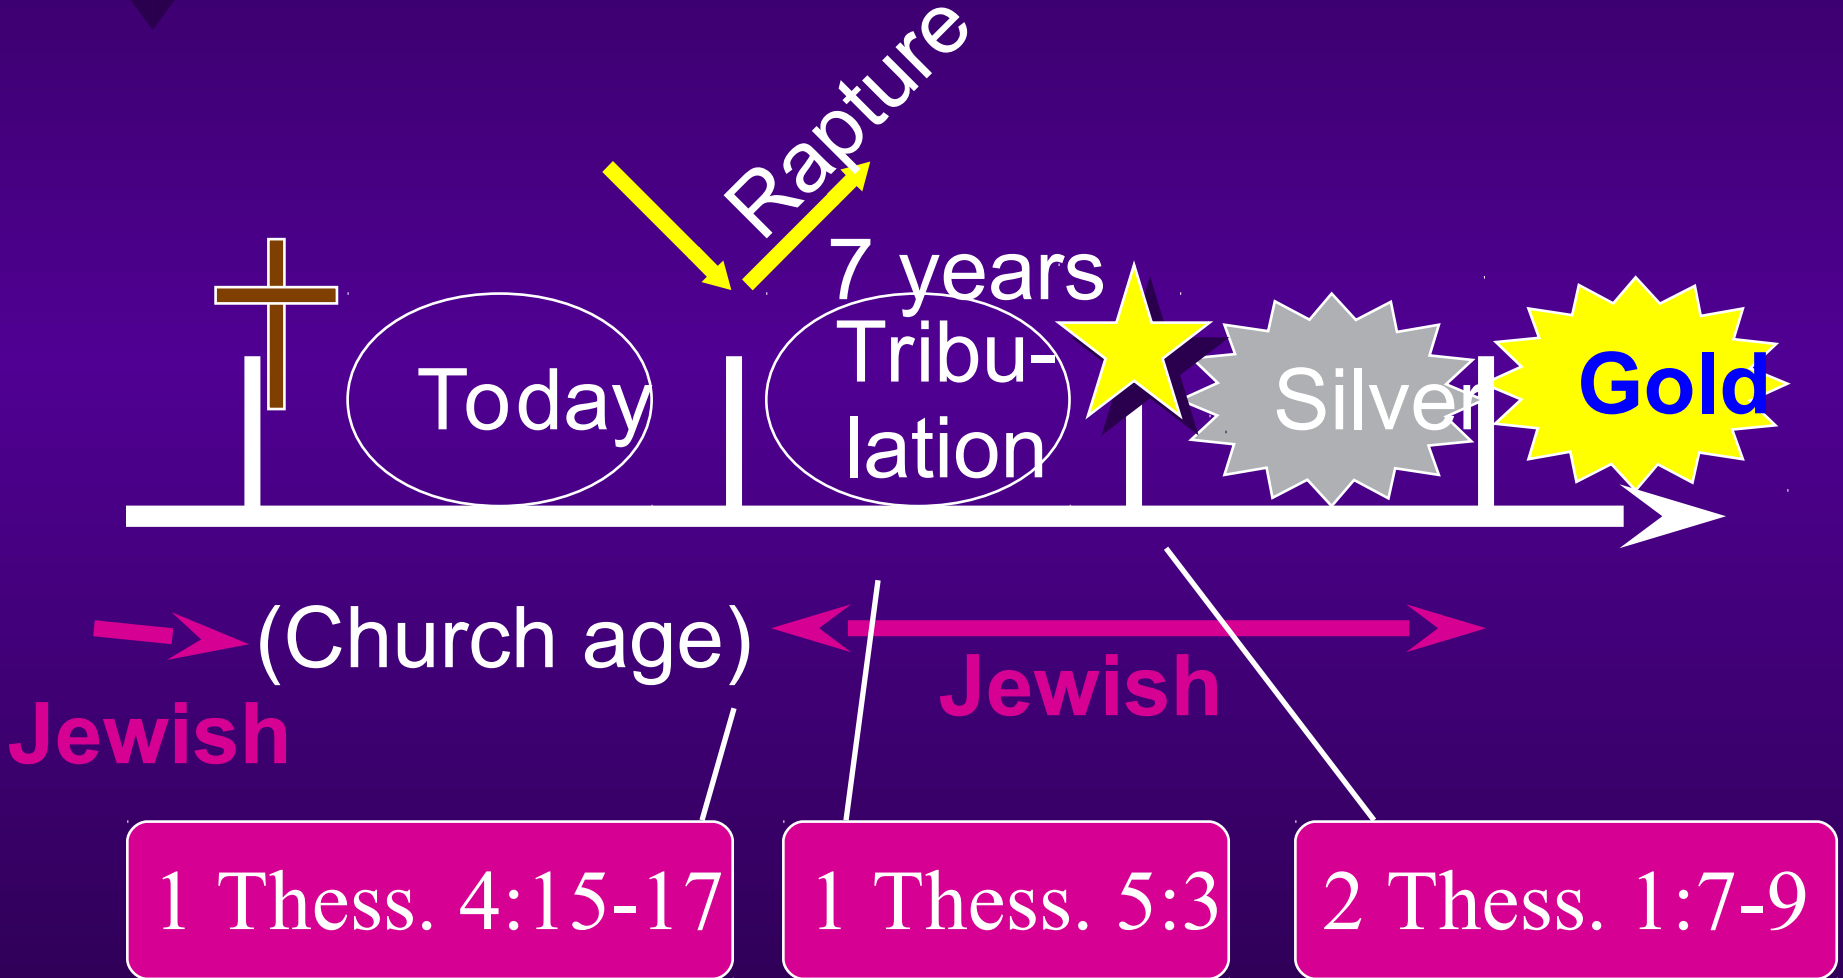 Rapture
7 years
Tribu-
lation
Today
Silver
Gold
(Church age)
Jewish
Jewish
1 Thess. 4:15-17
1 Thess. 5:3
2 Thess. 1:7-9